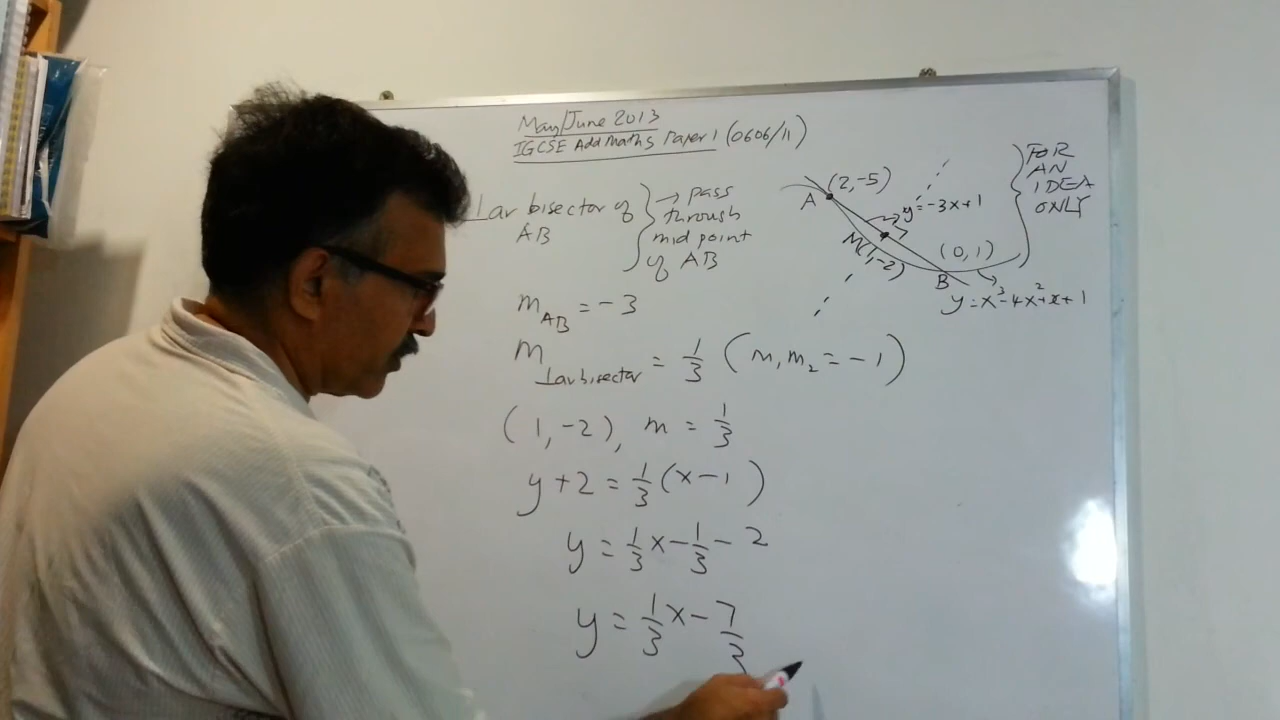 May/June 2013
IGCSE Add Maths Paper 1 (0606/11)
⊥ar bisector of AB } → pass through mid point of AB
m_AB = -3
m_⊥ar bisector = 1/3 (m₁m₂ = -1)
(1, -2), m = 1/3
y + 2 = 1/3 (x - 1)
y = 1/3 x - 1/3 - 2
y = 1/3 x - 7/3
A (2, -5)
y = -3x + 1
M(1, -2)
(0, 1)
B
y = x³ - 4x² + x + 1
FOR
AN
IDEA
ONLY